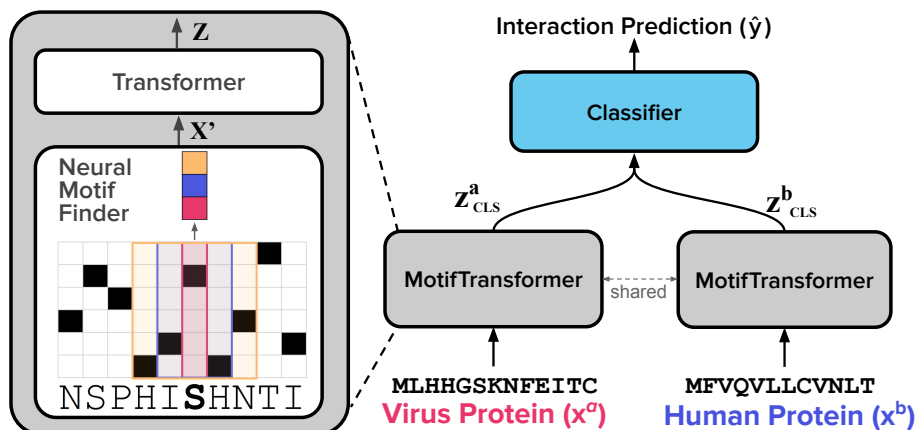 Z
Transformer
X’
Neural
Motif
Finder
NSPHISHNTI
Interaction Prediction (ŷ)
Classifier
Z^a_CLS
Z^b_CLS
MotifTransformer
shared
MotifTransformer
MLHHGSKNFEITC
Virus Protein (x^a)
MFVQVLLCVNLT
Human Protein (x^b)